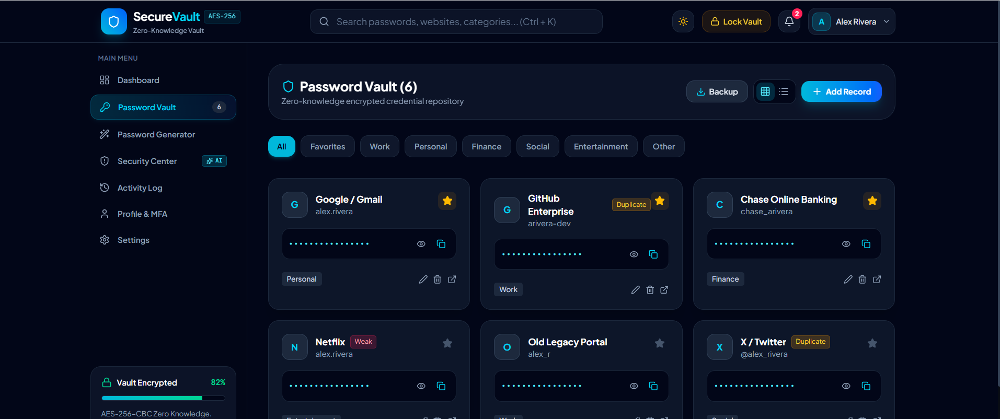 SecureVault AES-256
Zero-Knowledge Vault
Search passwords, websites, categories... (Ctrl + K)
Lock Vault
2
A Alex Rivera
MAIN MENU
Dashboard
Password Vault 6
Password Generator
Security Center AI
Activity Log
Profile & MFA
Settings
Vault Encrypted 82%
AES-256-CBC Zero Knowledge.
Password Vault (6)
Zero-knowledge encrypted credential repository
Backup
Add Record
All Favorites Work Personal Finance Social Entertainment Other
G Google / Gmail
alex.rivera
Personal
G GitHub
Enterprise
Duplicate
arivera-dev
Work
C Chase Online Banking
chase_arivera
Finance
N Netflix Weak
alex.rivera
O Old Legacy Portal
alex_r
X X / Twitter Duplicate
@alex_rivera